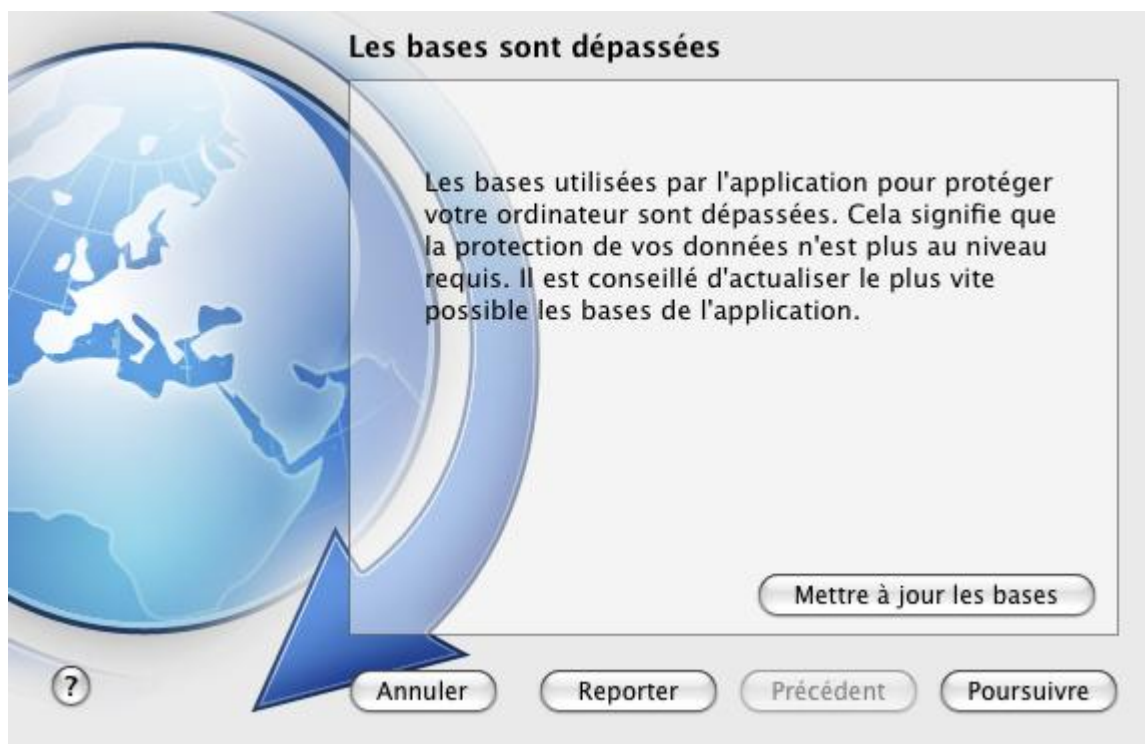 Les bases sont dépassées
Les bases utilisées par l'application pour protéger
votre ordinateur sont dépassées. Cela signifie que
la protection de vos données n'est plus au niveau
requis. Il est conseillé d'actualiser le plus vite
possible les bases de l'application.
Mettre à jour les bases
?
Annuler
Reporter
Précédent
Poursuivre